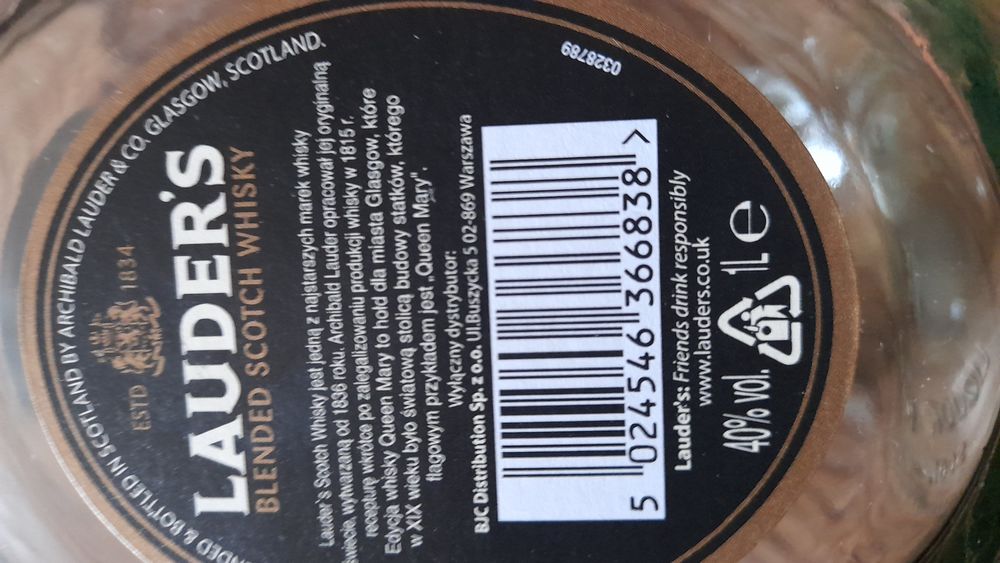 ENDED & BOTTLED IN SCOTLAND BY ARCHIBALD LAUDER & CO. GLASGOW, SCOTLAND.
ESTD 1834
LAUDER'S
BLENDED SCOTCH WHISKY
Lauder's Scotch Whisky jest jedną z najstarszych marek whisky
świecie, wytwarzaną od 1836 roku. Archibald Lauder opracował jej oryginalną
recepturę wkrótce po zalegalizowaniu produkcji whisky w 1815 r.
Edycja whisky Queen Mary to hołd dla miasta Glasgow, które
w XIX wieku było światową stolicą budowy statków, którego
flagowym przykładem jest „Queen Mary".
Wyłączny dystrybutor:
BJC Distribution Sp. z o.o. Ul.Buszycka 5 02-869 Warszawa
5 024546 366838 >
Lauder's: Friends drink responsibly
www.lauders.co.uk
40% vol. 1L e
0328789